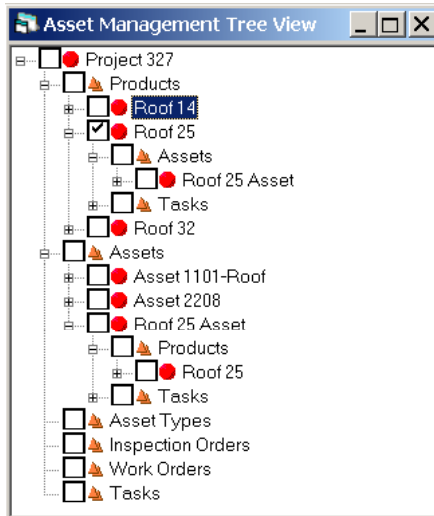 Asset Management Tree View
Project 327
Products
Roof 14
Roof 25
Assets
Roof 25 Asset
Tasks
Roof 32
Assets
Asset 1101-Roof
Asset 2208
Roof 25 Asset
Products
Roof 25
Tasks
Asset Types
Inspection Orders
Work Orders
Tasks